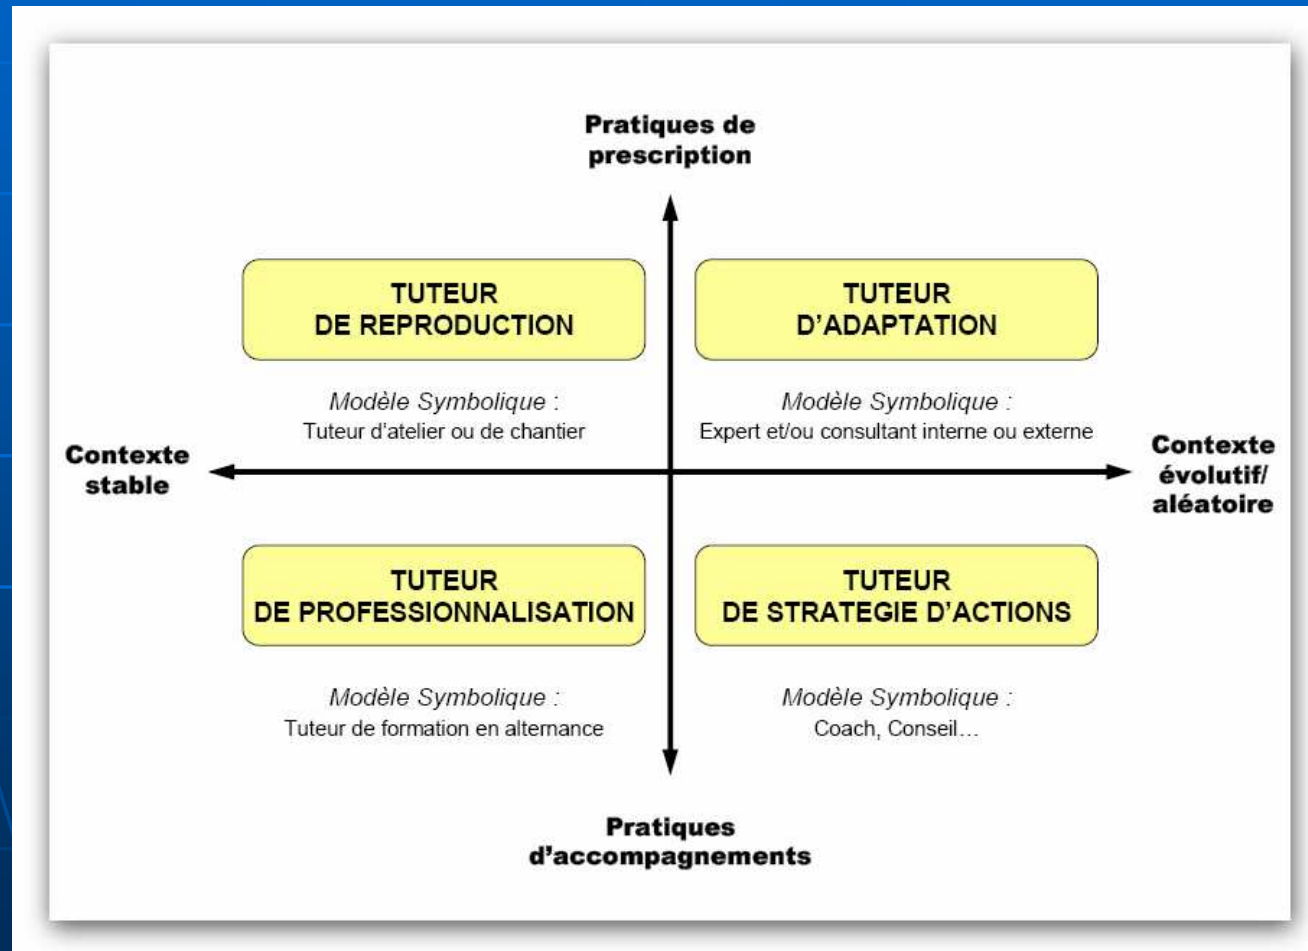 Pratiques de
prescription
TUTEUR
DE REPRODUCTION
TUTEUR
D'ADAPTATION
Modèle Symbolique :
Tuteur d'atelier ou de chantier
Modèle Symbolique :
Expert et/ou consultant interne ou externe
Contexte
stable
Contexte
évolutif/
aléatoire
TUTEUR
DE PROFESSIONNALISATION
TUTEUR
DE STRATEGIE D'ACTIONS
Modèle Symbolique :
Tuteur de formation en alternance
Modèle Symbolique :
Coach, Conseil…
Pratiques
d'accompagnements